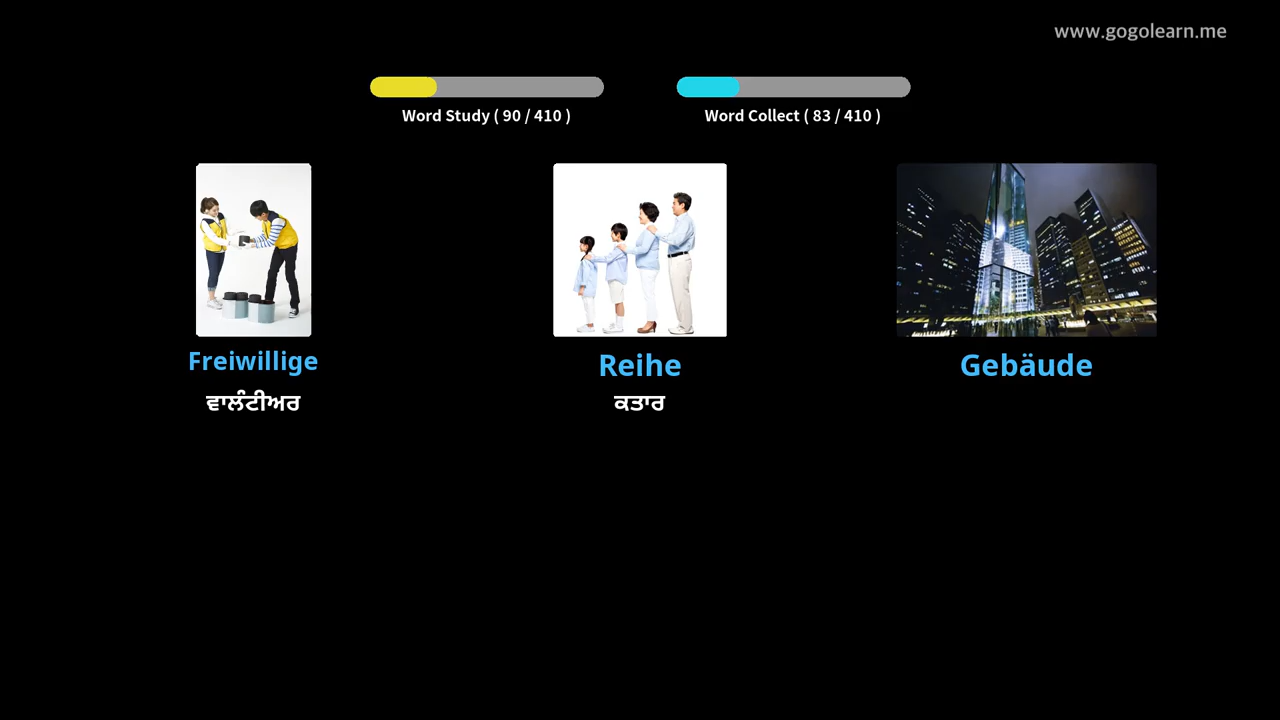 www.gogolearn.me
Word Study ( 90 / 410 )
Word Collect ( 83 / 410 )
Freiwillige
ਵਾਲੰਟੀਅਰ
Reihe
ਕਤਾਰ
Gebäude